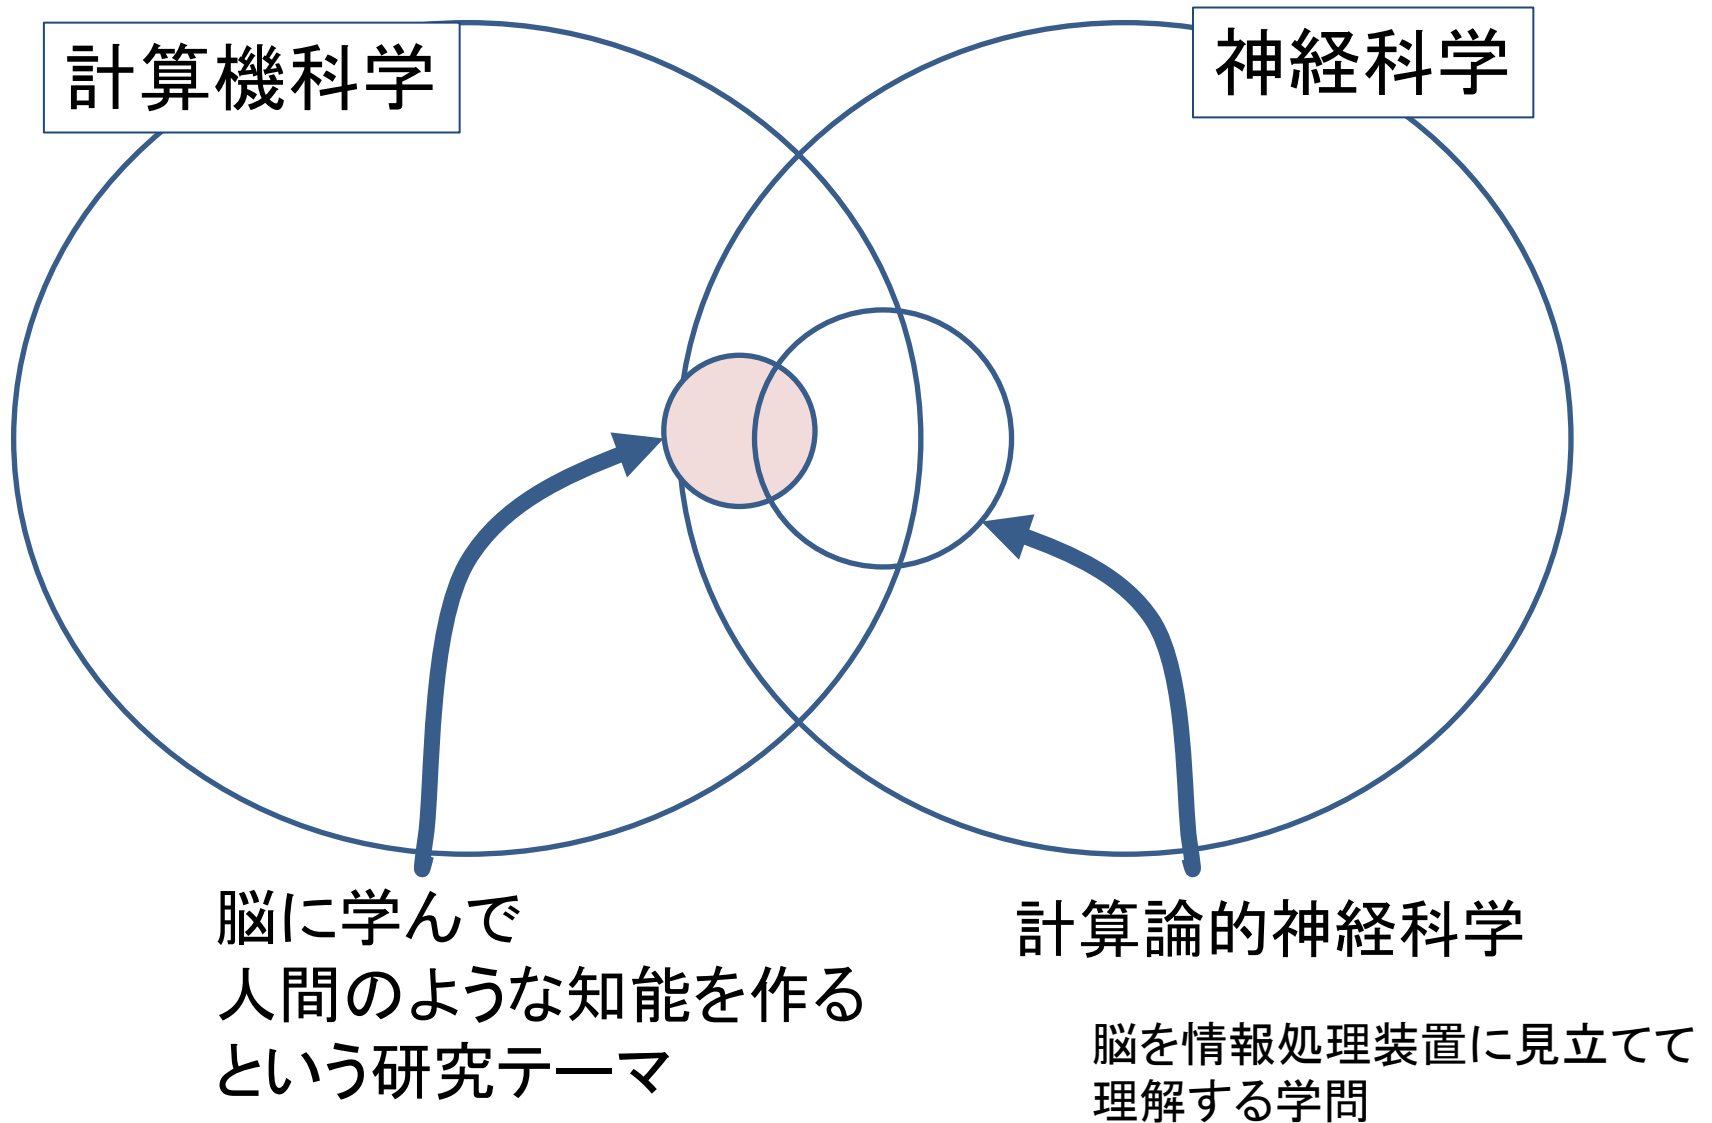 計算機科学
神経科学
脳に学んで
人間のような知能を作る
という研究テーマ
計算論的神経科学
脳を情報処理装置に見立てて
理解する学問